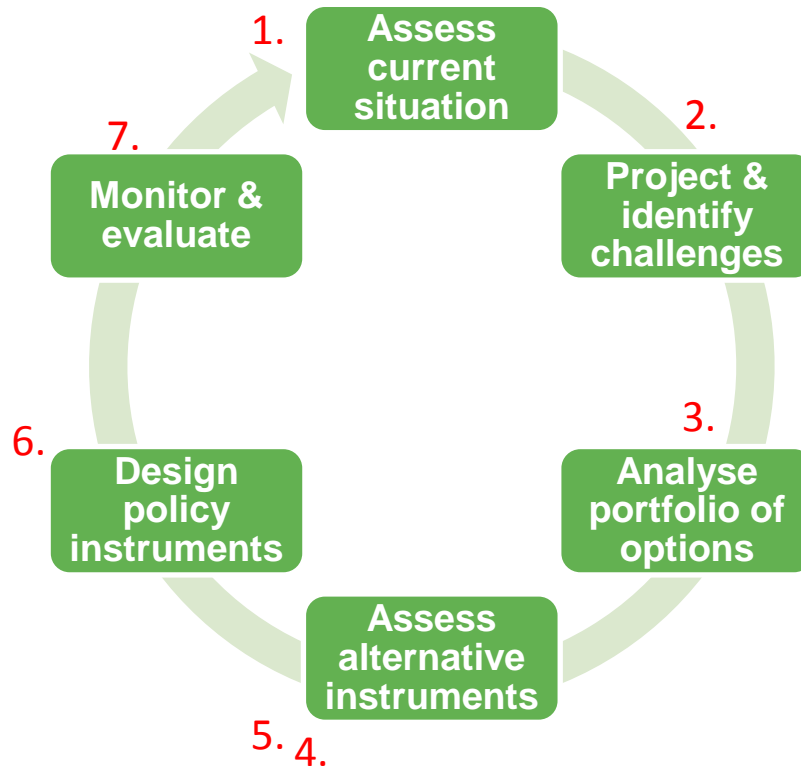 1.
Assess
current
situation
2.
Project &
identify
challenges
3.
Analyse
portfolio of
options
Assess
alternative
instruments
5. 4.
6.
Design
policy
instruments
7.
Monitor &
evaluate